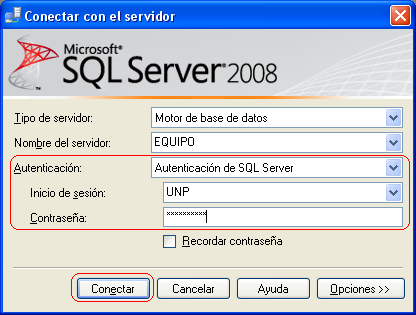 Conectar con el servidor
Microsoft®
SQL Server® 2008
Tipo de servidor: Motor de base de datos
Nombre del servidor: EQUIPO
Autenticación: Autenticación de SQL Server
Inicio de sesión: UNP
Contraseña: **********
Recordar contraseña
Conectar Cancelar Ayuda Opciones >>